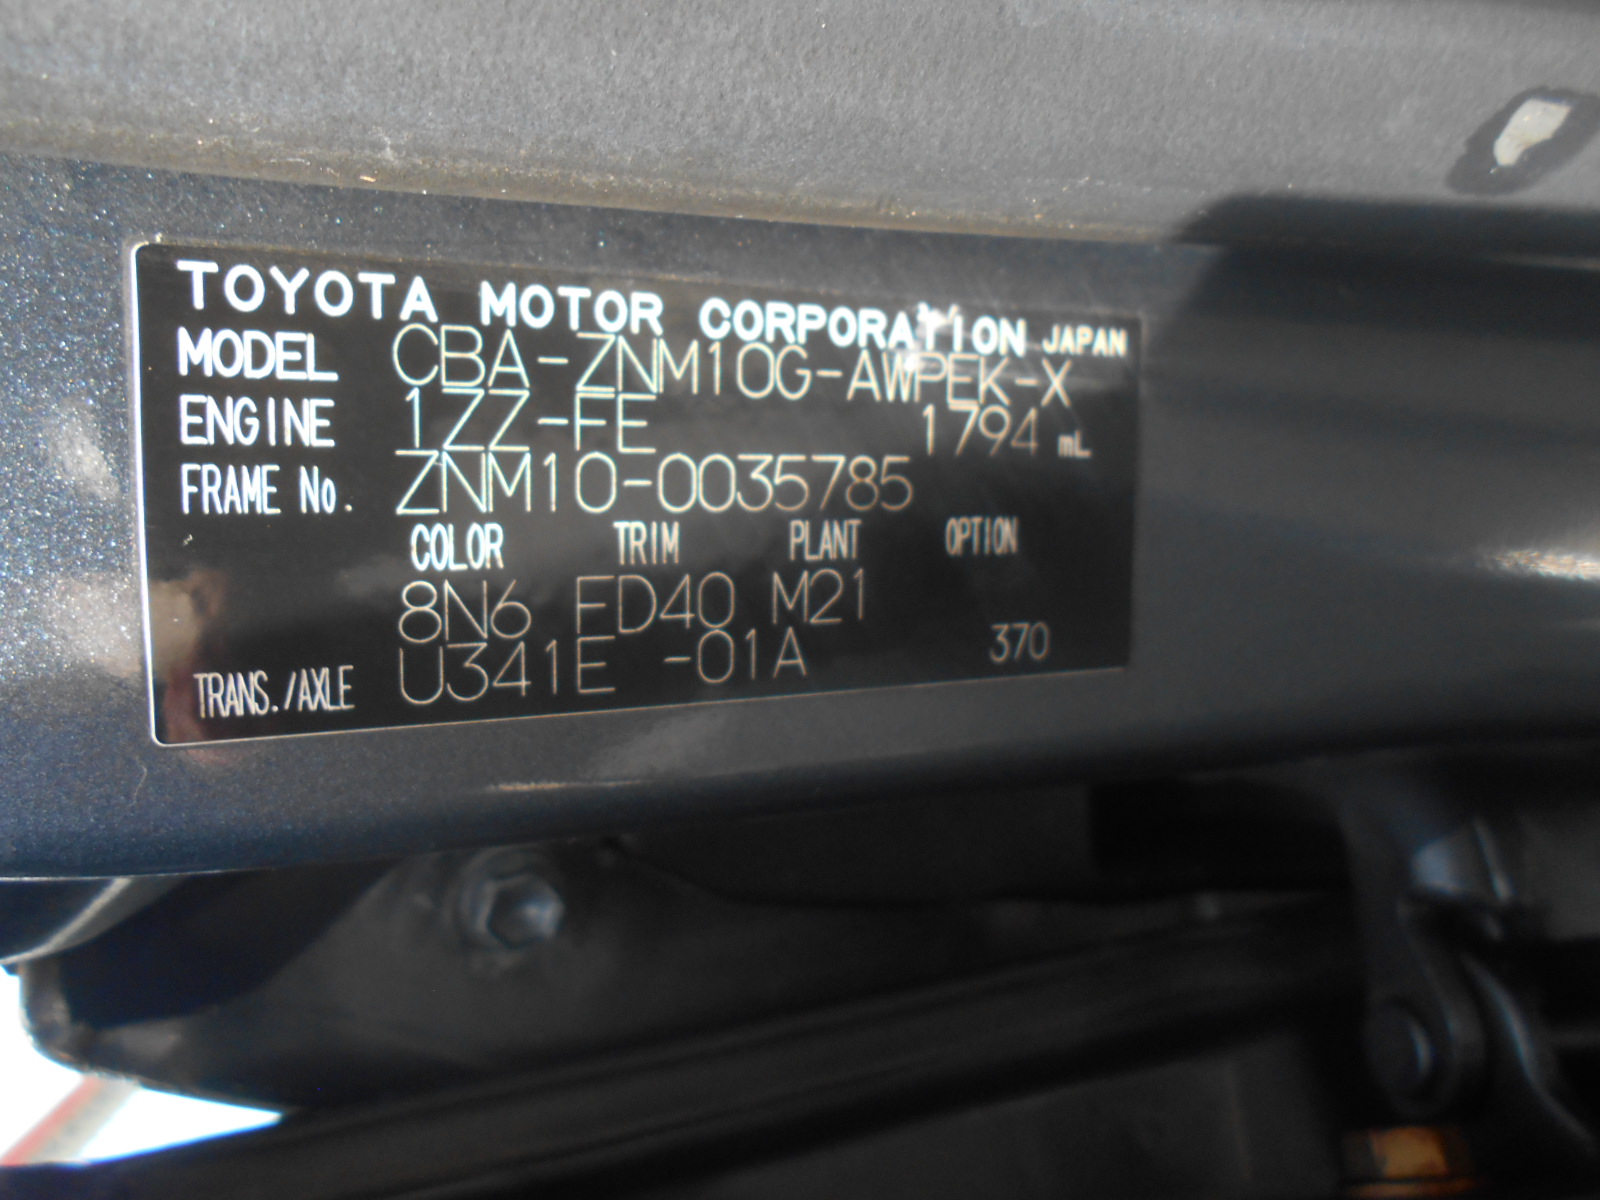 TOYOTA MOTOR CORPORATION JAPAN
MODEL CBA-ZNM10G-AWPEK-X
ENGINE 1ZZ-FE 1794 mL
FRAME No. ZNM10-0035785
COLOR TRIM PLANT OPTION
8N6 FD40 M21
TRANS./AXLE U341E -01A 370